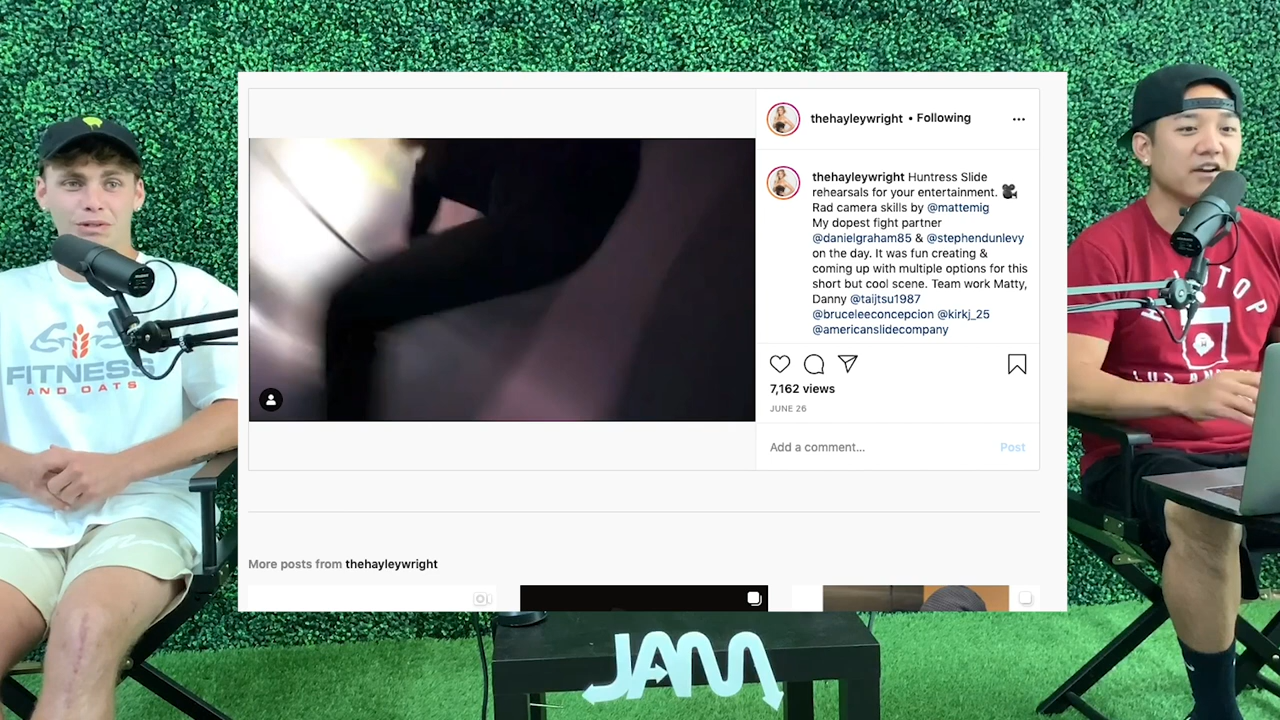 thehayleywright • Following
thehayleywright Huntress Slide
rehearsals for your entertainment.
Rad camera skills by @mattemig
My dopest fight partner
@danielgraham85 & @stephendunlevy
on the day. It was fun creating &
coming up with multiple options for this
short but cool scene. Team work Matty,
Danny @taijtsu1987
@bruceleeconcepcion @kirkj_25
@americanslidecompany
7,162 views
JUNE 26
Add a comment... Post
More posts from thehayleywright
FITNESS
AND OATS
JAM